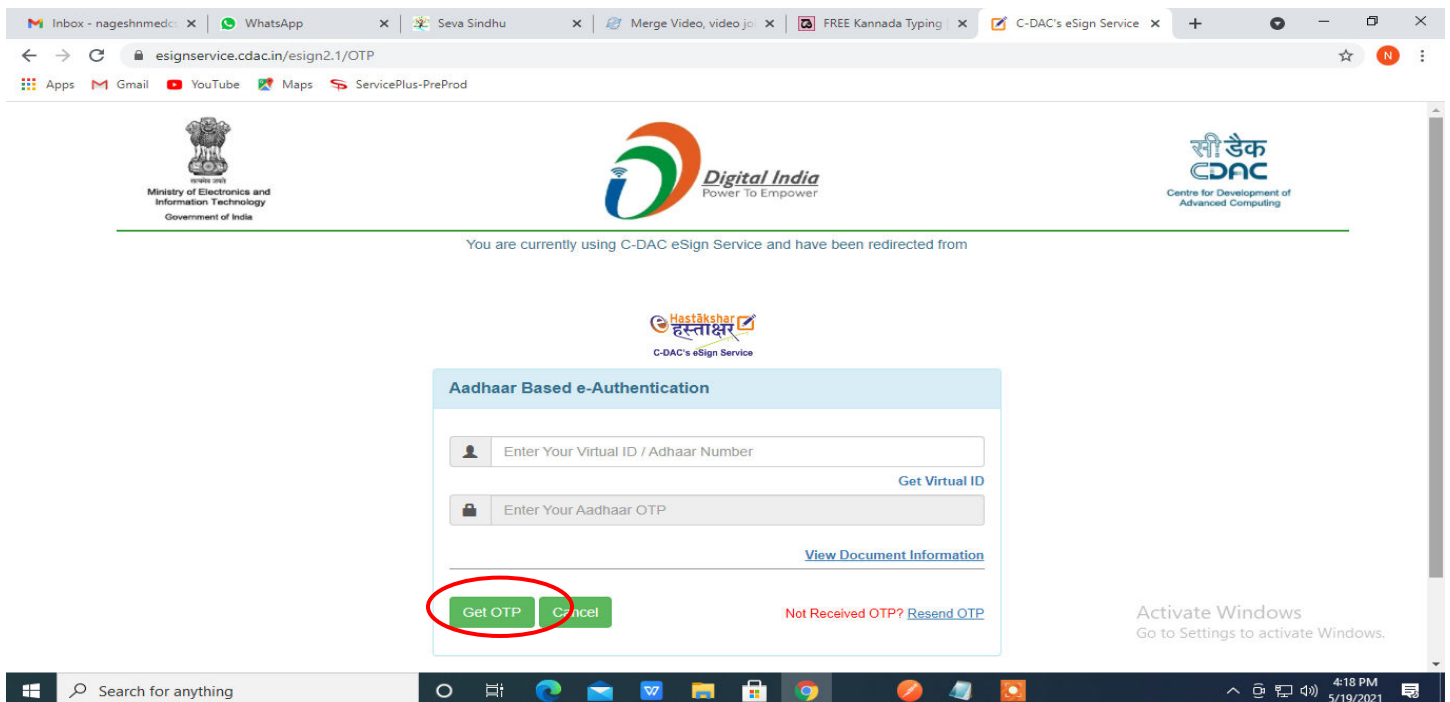 Inbox - nageshnmedc
WhatsApp
Seva Sindhu
Merge Video, video jo
FREE Kannada Typing
C-DAC's eSign Service
esignservice.cdac.in/esign2.1/OTP
N
Apps
Gmail
YouTube
Maps
ServicePlus-PreProd
सत्यमेव जयते
Ministry of Electronics and
Information Technology
Government of India
Digital India
Power To Empower
सी डैक
CDAC
Centre for Development of
Advanced Computing
You are currently using C-DAC eSign Service and have been redirected from
e Hastākshar
हस्ताक्षर
C-DAC's eSign Service
Aadhaar Based e-Authentication
Enter Your Virtual ID / Adhaar Number
Get Virtual ID
Enter Your Aadhaar OTP
View Document Information
Get OTP
Cancel
Not Received OTP? Resend OTP
Activate Windows
Go to Settings to activate Windows.
Search for anything
4:18 PM
5/19/2021